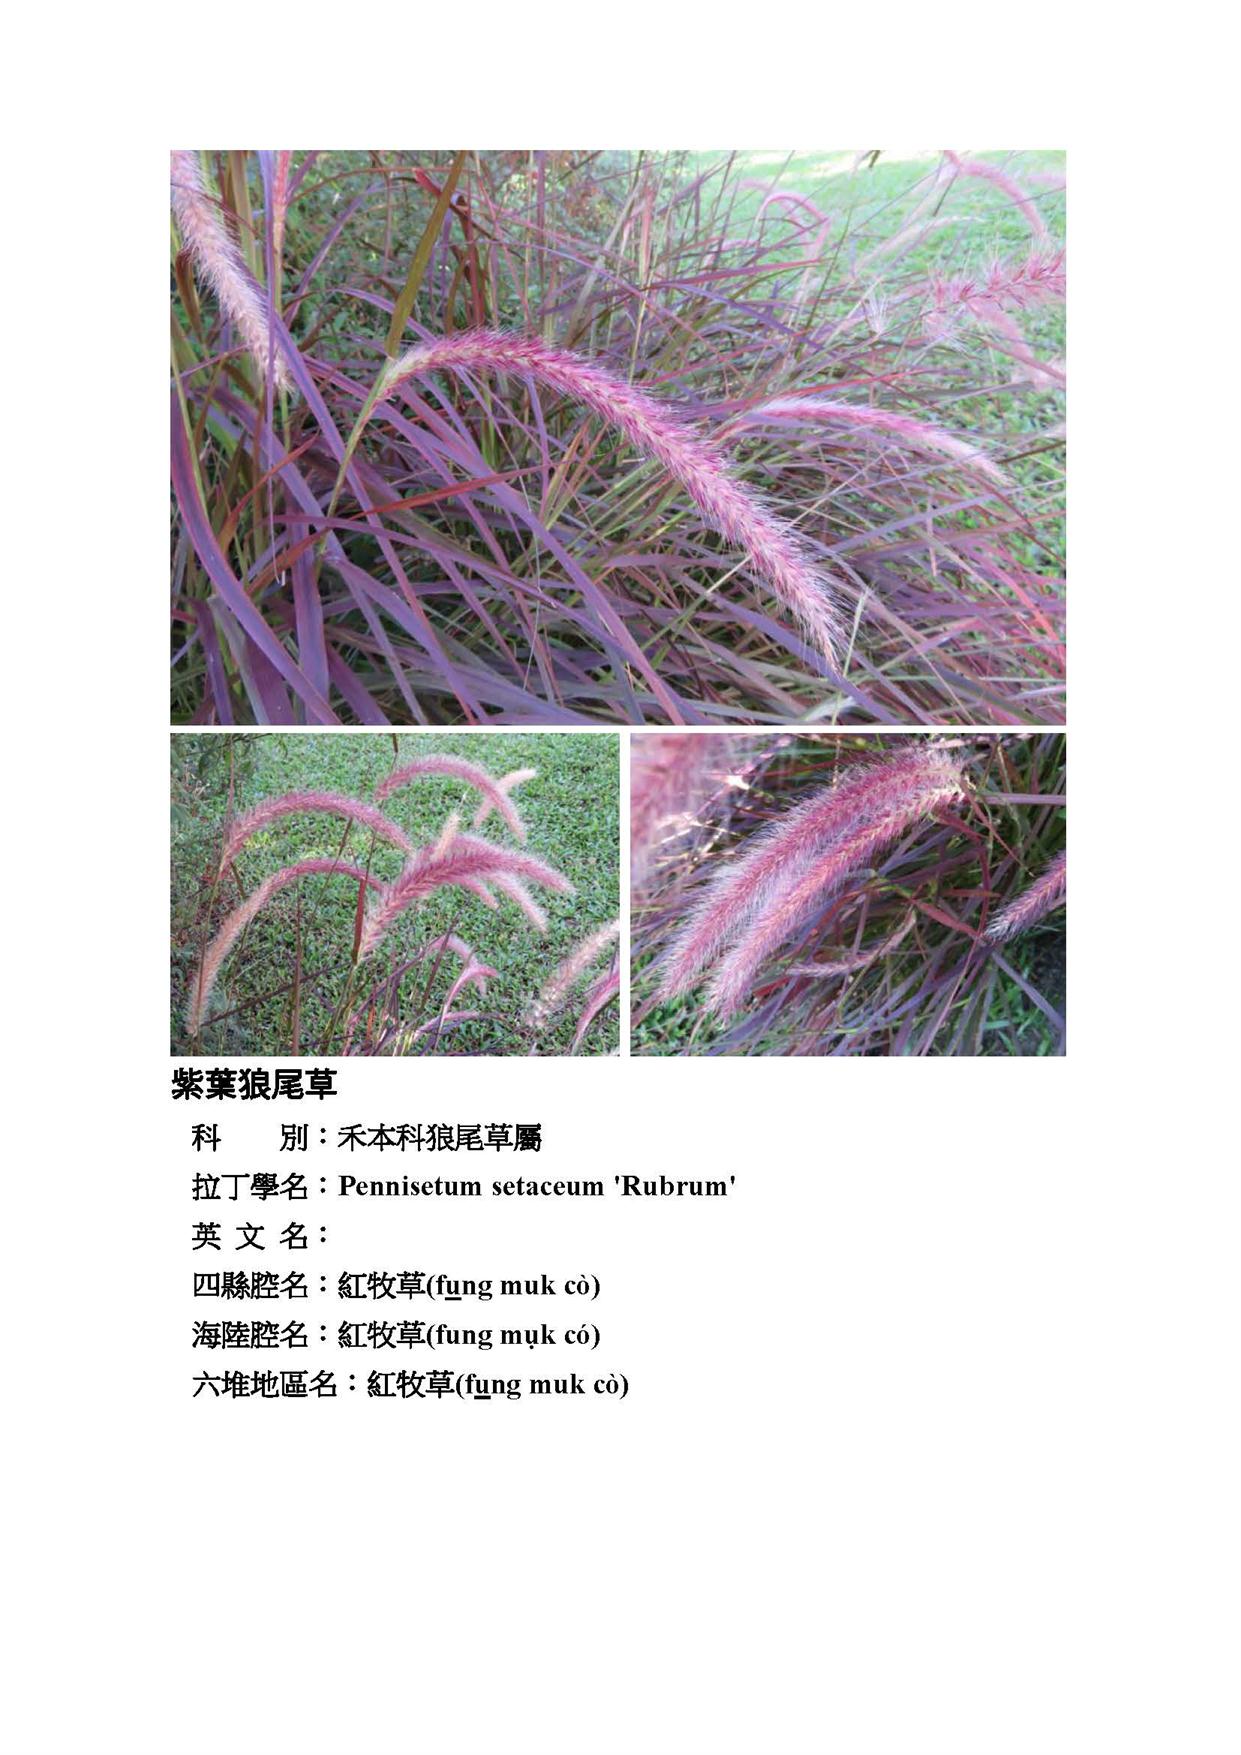 紫葉狼尾草
科　　別：禾本科狼尾草屬
拉丁學名：Pennisetum setaceum 'Rubrum'
英 文 名：
四縣腔名：紅牧草(fu̲ng muk cò)
海陸腔名：紅牧草(fung mụk có)
六堆地區名：紅牧草(fu̲ng muk cò)